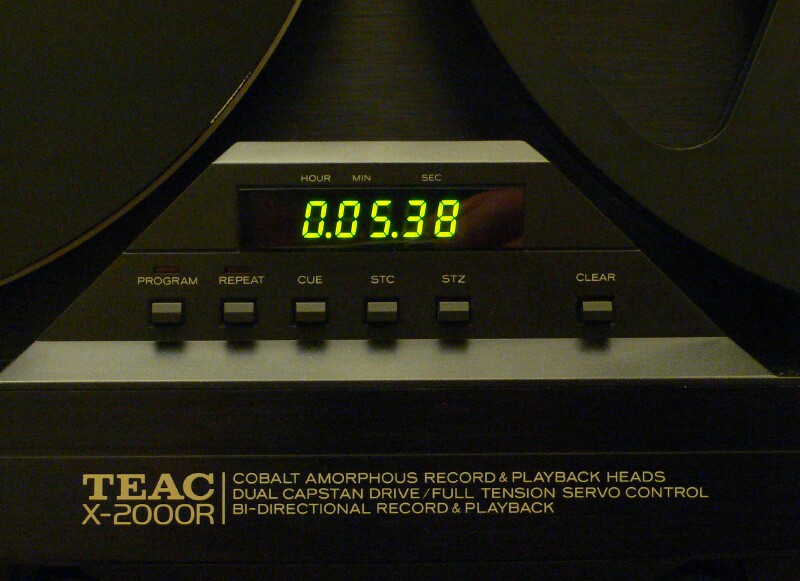 HOUR MIN SEC
0.05.38
PROGRAM REPEAT CUE STC STZ CLEAR
TEAC
X-2000R
COBALT AMORPHOUS RECORD & PLAYBACK HEADS
DUAL CAPSTAN DRIVE/FULL TENSION SERVO CONTROL
BI-DIRECTIONAL RECORD & PLAYBACK